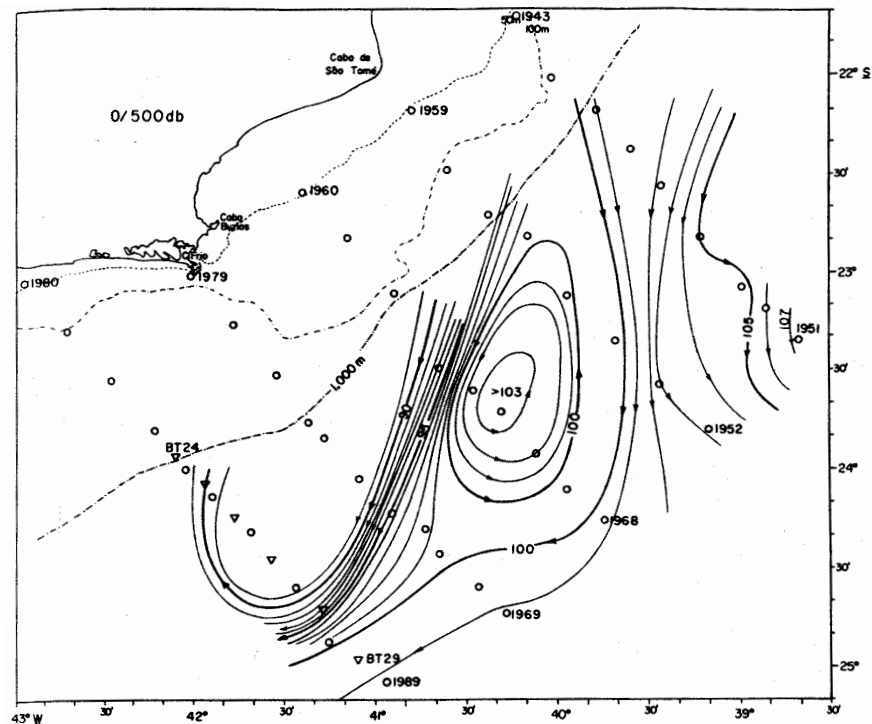 1943
50m
100m
Cabo de
São Tomé
22° S
1959
0/500db
30'
1960
Cabo
Buzios
Frio
23°
1979
1980
107
105
1951
1,000 m
30'
>103
95
100
1952
BT24
24°
1968
100
30'
1969
BT29
25°
1989
43° W
30'
42°
30'
41°
30'
40°
30'
39°
30'